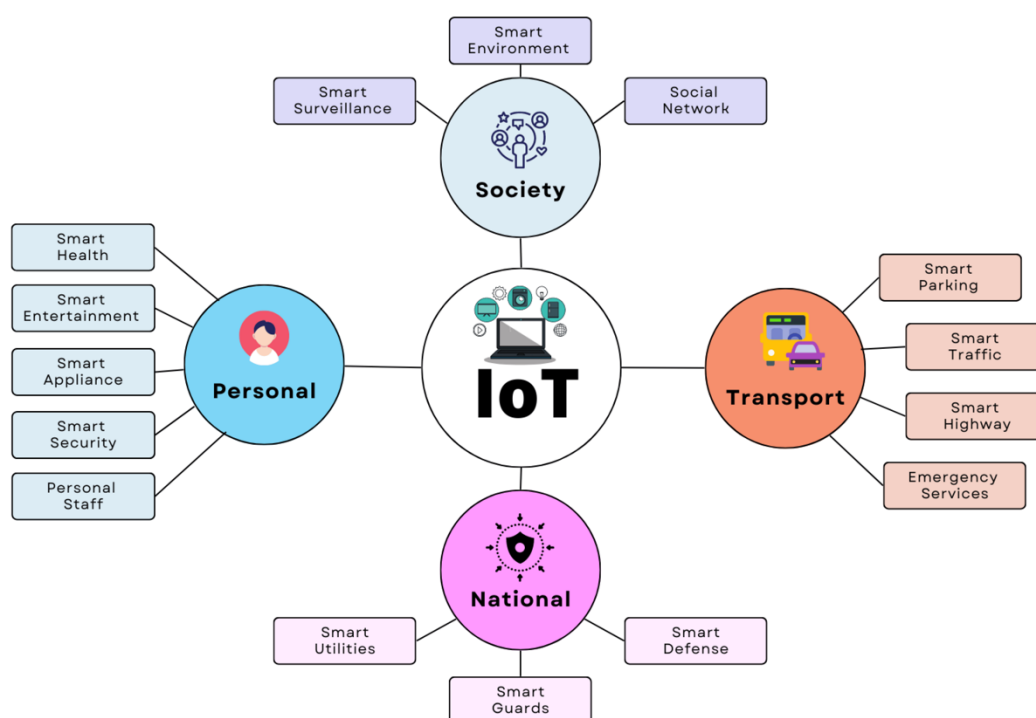 Smart
Environment
Smart
Surveillance
Social
Network
Society
Smart
Health
Smart
Entertainment
Smart
Appliance
Smart
Security
Personal
Staff
Personal
IoT
Transport
Smart
Parking
Smart
Traffic
Smart
Highway
Emergency
Services
National
Smart
Utilities
Smart
Guards
Smart
Defense